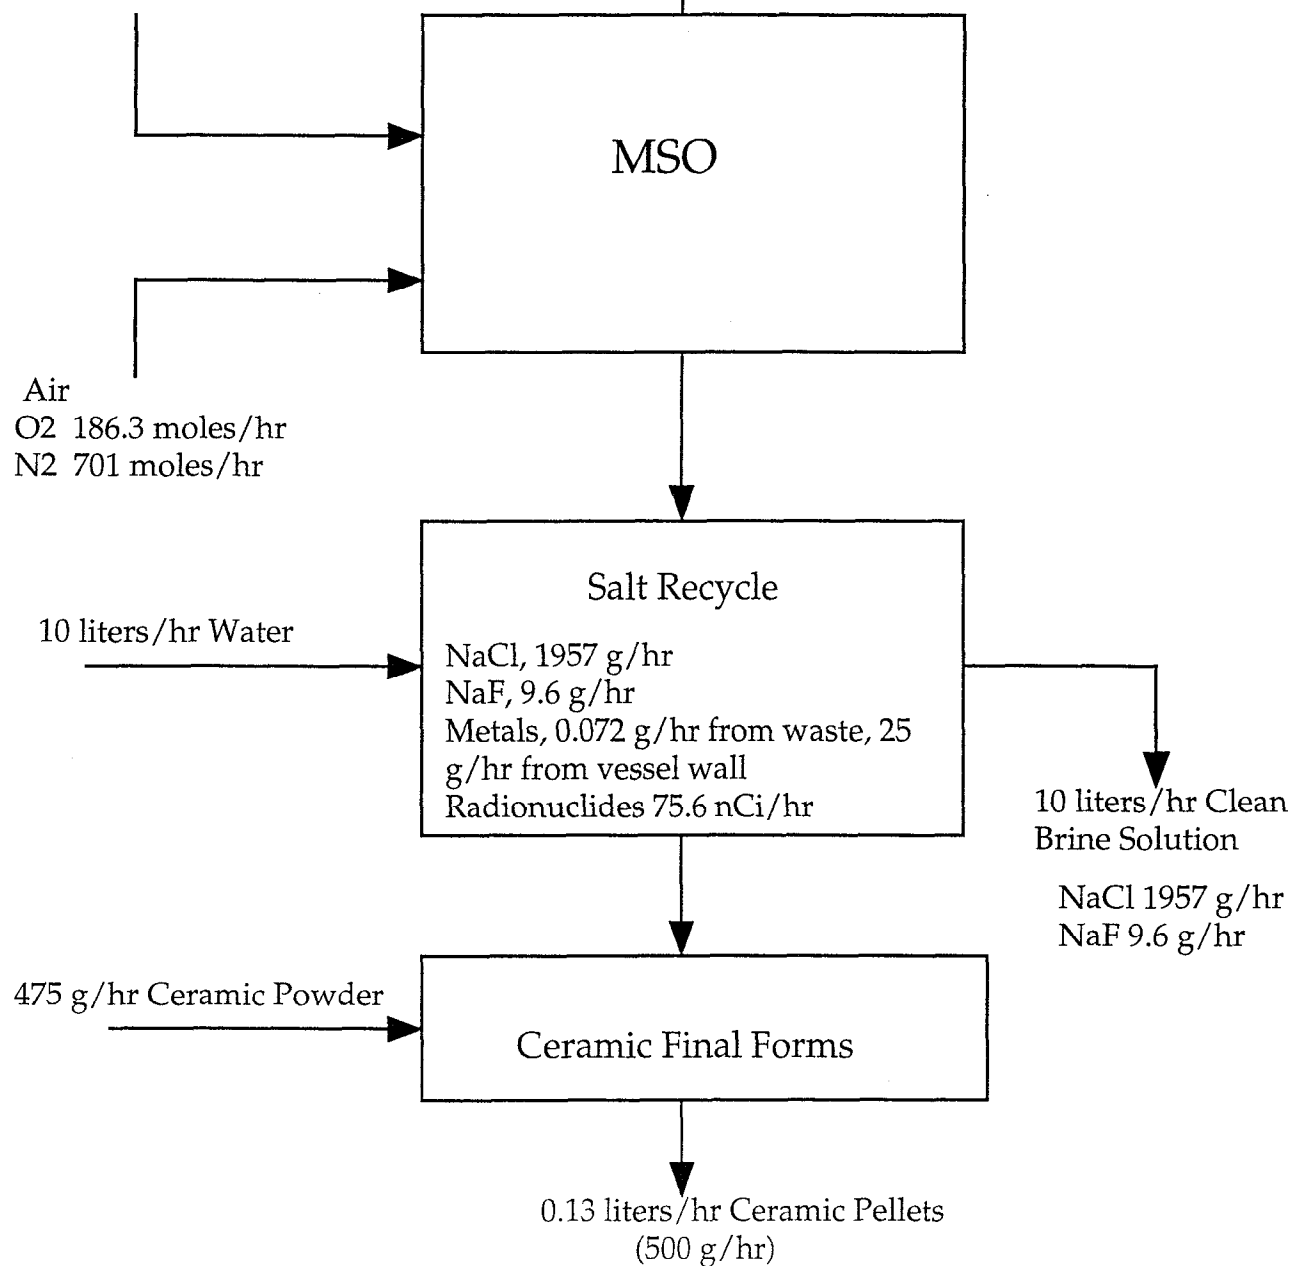 MSO
Air
O2 186.3 moles/hr
N2 701 moles/hr
Salt Recycle
10 liters/hr Water
NaCl, 1957 g/hr
NaF, 9.6 g/hr
Metals, 0.072 g/hr from waste, 25
g/hr from vessel wall
Radionuclides 75.6 nCi/hr
10 liters/hr Clean
Brine Solution
NaCl 1957 g/hr
NaF 9.6 g/hr
475 g/hr Ceramic Powder
Ceramic Final Forms
0.13 liters/hr Ceramic Pellets
(500 g/hr)